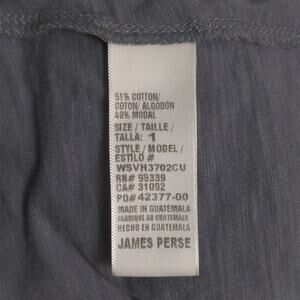 51% COTTON/
COTON/ALGODON
49% MODAL
SIZE / TAILLE /
TALLA: 1
STYLE / MODEL /
ESTILO #
WSVH3702CU
RN# 95339
CA# 31092
PO# 42377-00
MADE IN GUATEMALA
FABRIQUE AU GUATEMALA
HECHO EN GUATEMALA
JAMES PERSE